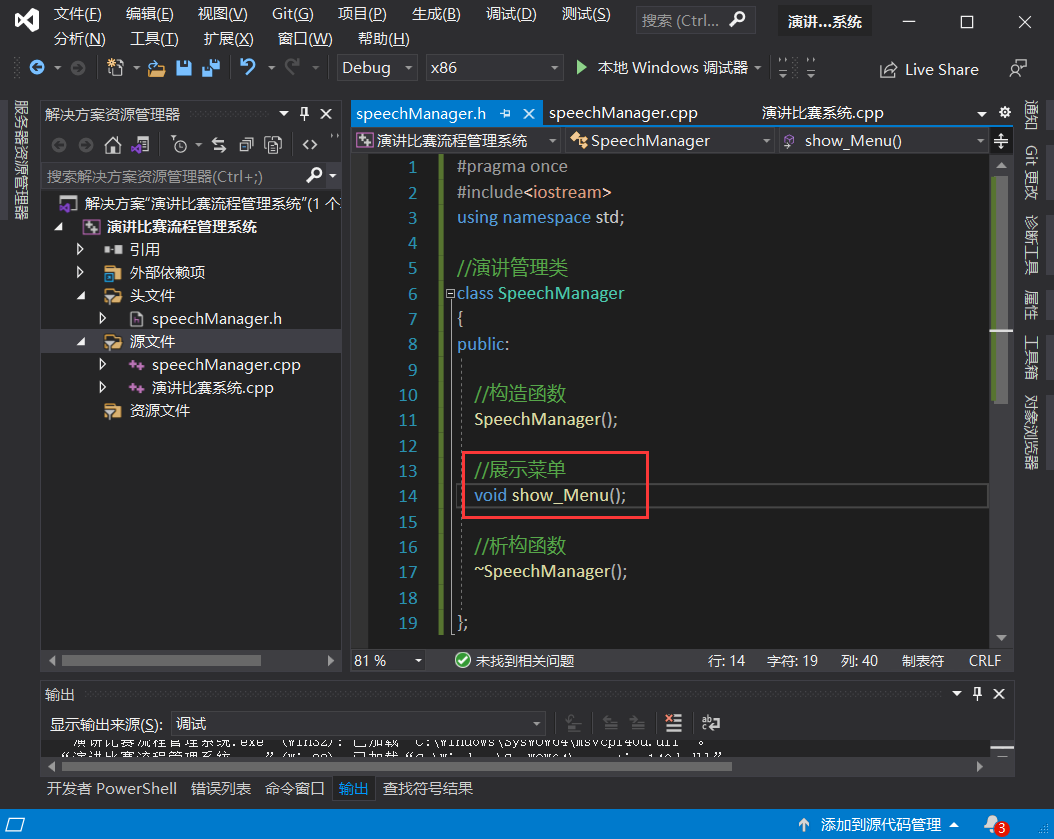 文件(F) 编辑(E) 视图(V) Git(G) 项目(P) 生成(B) 调试(D) 测试(S) 搜索 (Ctrl... 演讲...系统
分析(N) 工具(T) 扩展(X) 窗口(W) 帮助(H)
Debug x86 本地 Windows 调试器 Live Share
服务器资源管理器
解决方案资源管理器
搜索解决方案资源管理器(Ctrl+;)
解决方案"演讲比赛流程管理系统"(1 个
演讲比赛流程管理系统
引用
外部依赖项
头文件
speechManager.h
源文件
speechManager.cpp
演讲比赛系统.cpp
资源文件
speechManager.h speechManager.cpp 演讲比赛系统.cpp
演讲比赛流程管理系统 SpeechManager show_Menu()
1 #pragma once
2 #include<iostream>
3 using namespace std;
4
5 //演讲管理类
6 class SpeechManager
7 {
8 public:
9
10 //构造函数
11 SpeechManager();
12
13 //展示菜单
14 void show_Menu();
15
16 //析构函数
17 ~SpeechManager();
18
19 };
81 % 未找到相关问题 行: 14 字符: 19 列: 40 制表符 CRLF
通知
Git 更改
诊断工具
属性
工具箱
对象浏览器
输出
显示输出来源(S): 调试
开发者 PowerShell 错误列表 命令窗口 输出 查找符号结果
添加到源代码管理 3